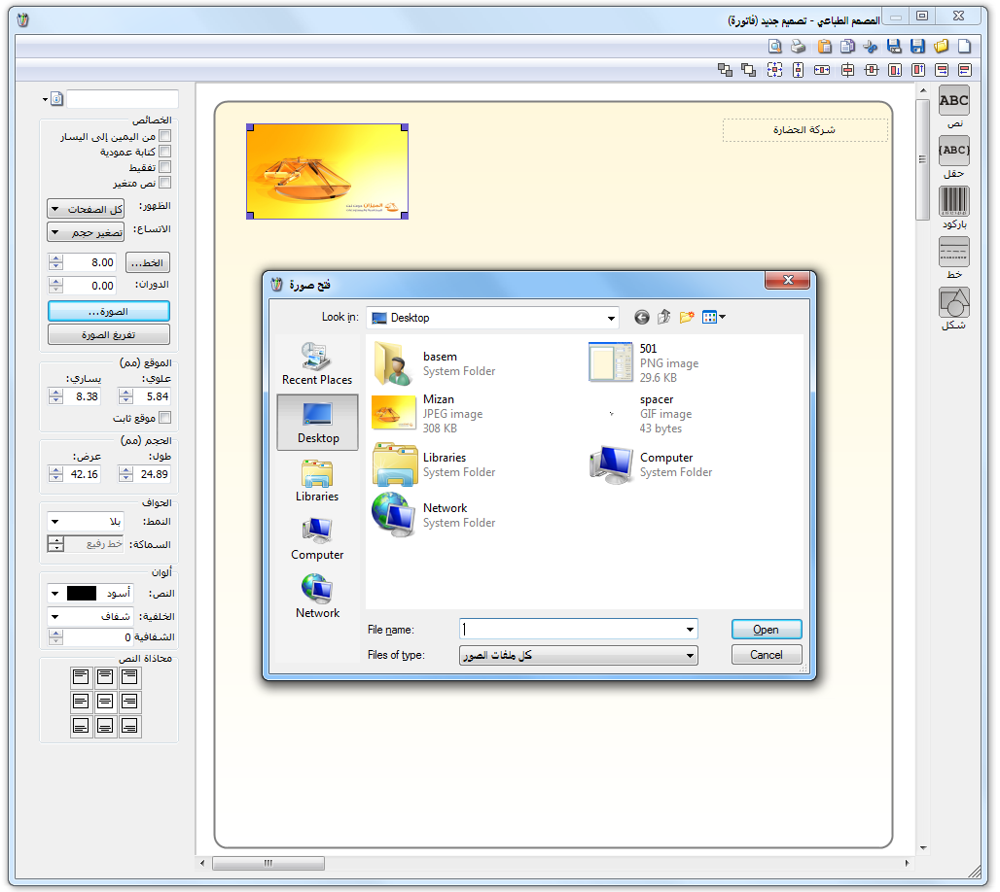 المصمم الطباعي - تصميم جديد (فاتورة)
ABC
نص
{ABC}
حقل
باركود
خط
شكل
شركة الحضارة
الميزان دوت نت
الخصائص
من اليمين إلى اليسار
كتابة عمودية
تفقيط
نص متغير
الظهور: كل الصفحات
الاتساع: تصغير حجم
الخط... 8.00
الدوران: 0.00
الصورة...
تفريغ الصورة
الموقع (مم)
علوي: يساري:
5.84 8.38
موقع ثابت
الحجم (مم)
طول: عرض:
24.89 42.16
الحواف
النمط: بلا
السماكة: خط رفيع
ألوان
النص: أسود
الخلفية: شفاف
الشفافية 0
محاذاة النص
فتح صورة
Look in: Desktop
Recent Places
Desktop
Libraries
Computer
Network
basem
System Folder
501
PNG image
29.6 KB
Mizan
JPEG image
308 KB
spacer
GIF image
43 bytes
Libraries
System Folder
Computer
System Folder
Network
System Folder
File name:
Open
Files of type: كل ملفات الصور
Cancel